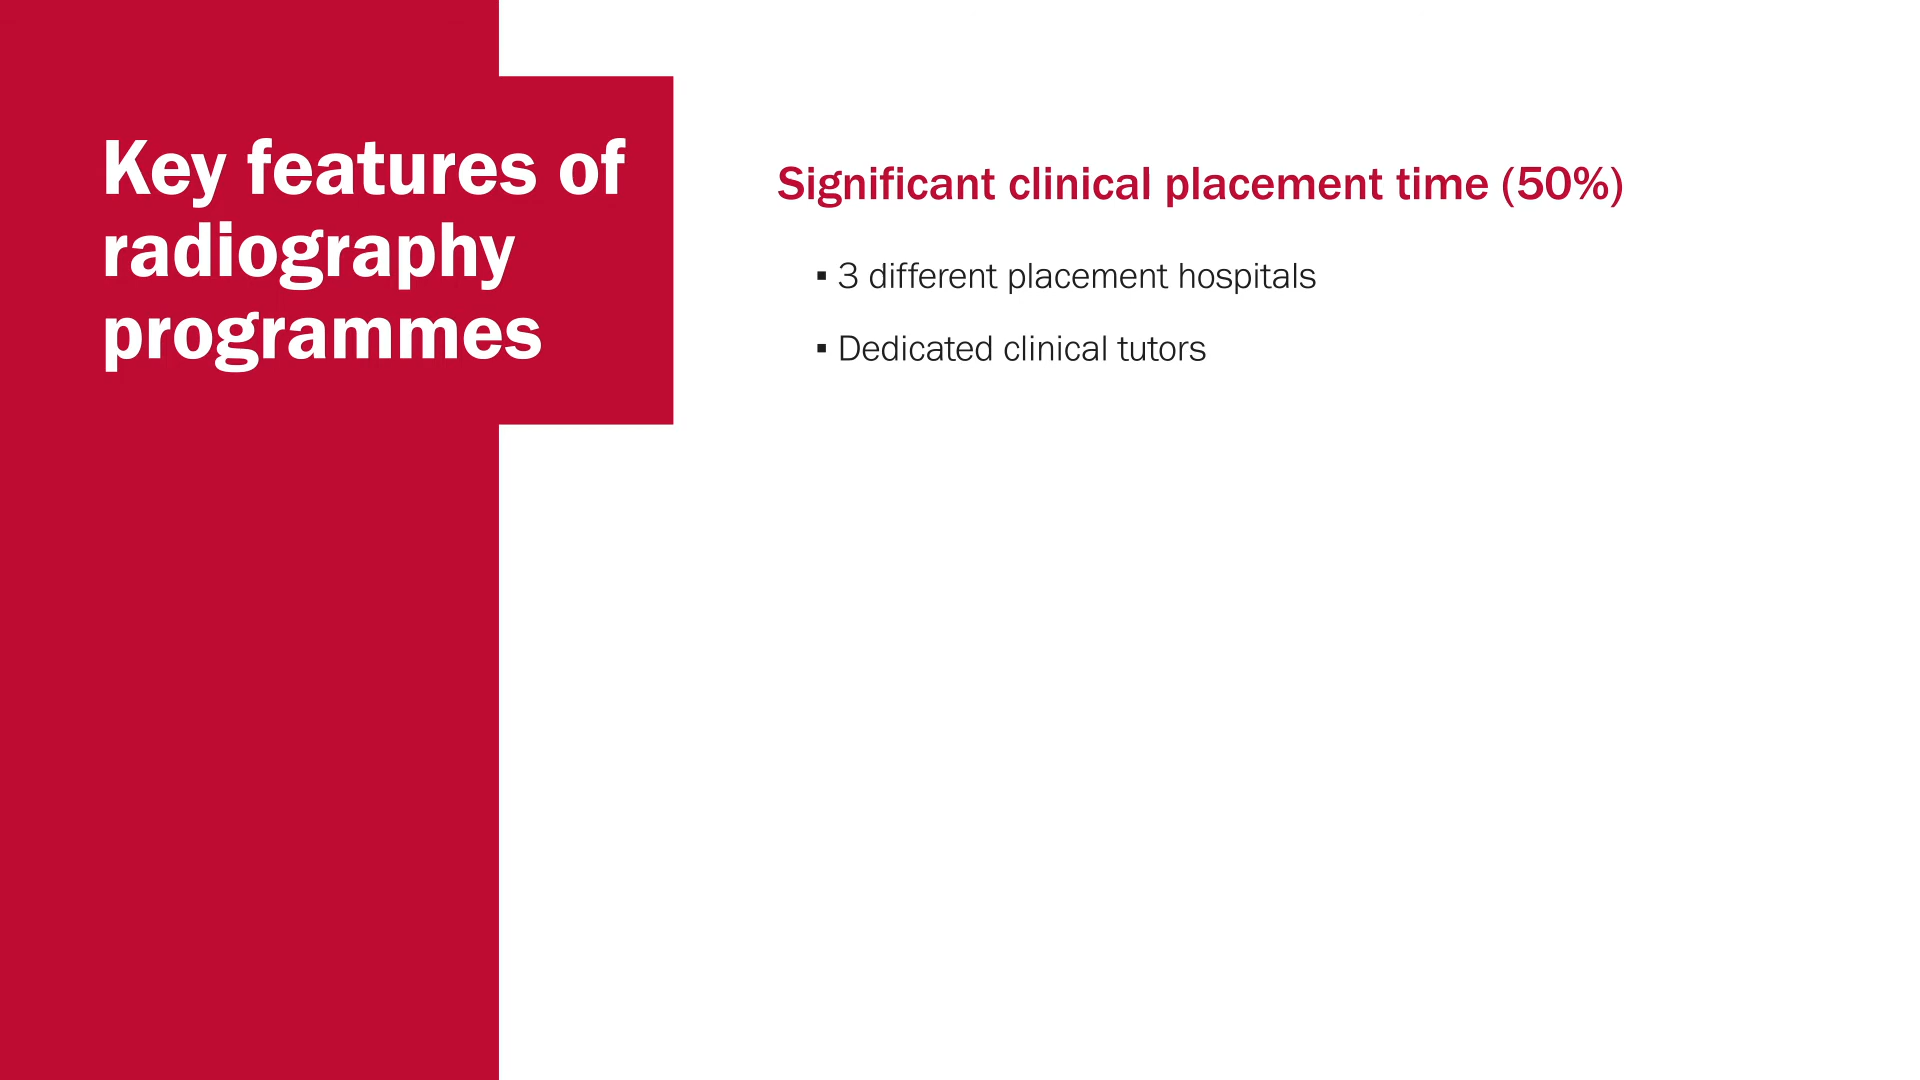 Key features of
radiography
programmes
Significant clinical placement time (50%)
▪ 3 different placement hospitals
▪ Dedicated clinical tutors